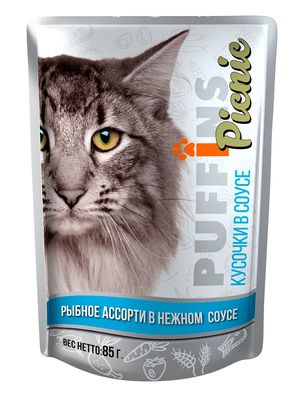 PUFFINS
Picnic
КУСОЧКИ В СОУСЕ
РЫБНОЕ АССОРТИ В НЕЖНОМ СОУСЕ
ВЕС НЕТТО:85 Г.